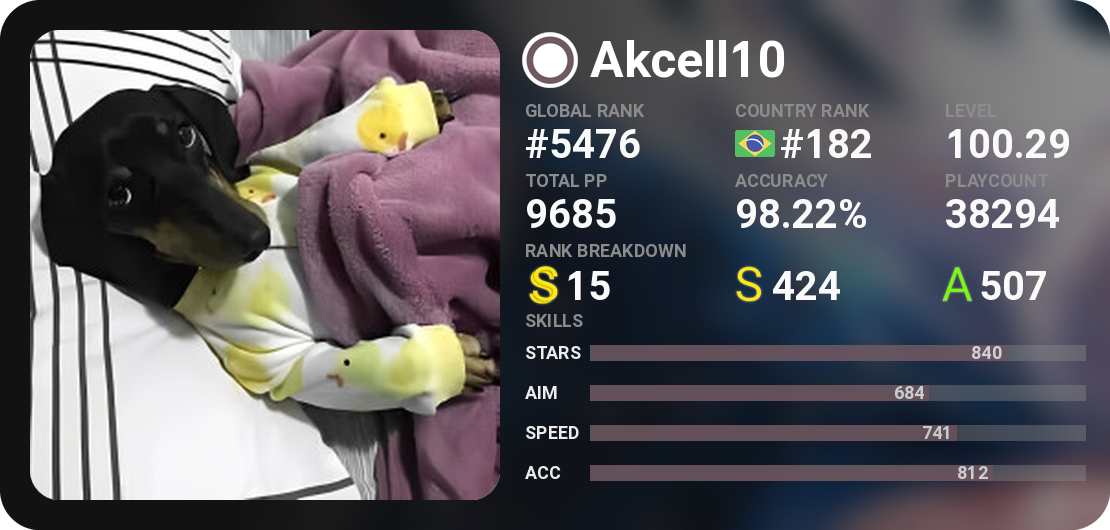 Akcell10
GLOBAL RANK COUNTRY RANK LEVEL
#5476 #182 100.29
TOTAL PP ACCURACY PLAYCOUNT
9685 98.22% 38294
RANK BREAKDOWN
S 15 S 424 A 507
SKILLS
STARS 840
AIM 684
SPEED 741
ACC 812